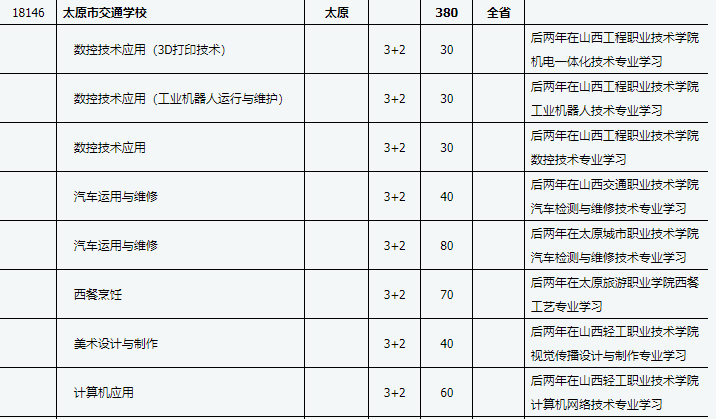 18146 太原市交通学校 太原 380 全省
数控技术应用（3D打印技术） 3+2 30 后两年在山西工程职业技术学院
机电一体化技术专业学习
数控技术应用（工业机器人运行与维护） 3+2 30 后两年在山西工程职业技术学院
工业机器人技术专业学习
数控技术应用 3+2 30 后两年在山西工程职业技术学院
数控技术专业学习
汽车运用与维修 3+2 40 后两年在山西交通职业技术学院
汽车检测与维修技术专业学习
汽车运用与维修 3+2 80 后两年在太原城市职业技术学院
汽车检测与维修技术专业学习
西餐烹饪 3+2 70 后两年在太原旅游职业学院西餐
工艺专业学习
美术设计与制作 3+2 40 后两年在山西轻工职业技术学院
视觉传播设计与制作专业学习
计算机应用 3+2 60 后两年在山西轻工职业技术学院
计算机网络技术专业学习